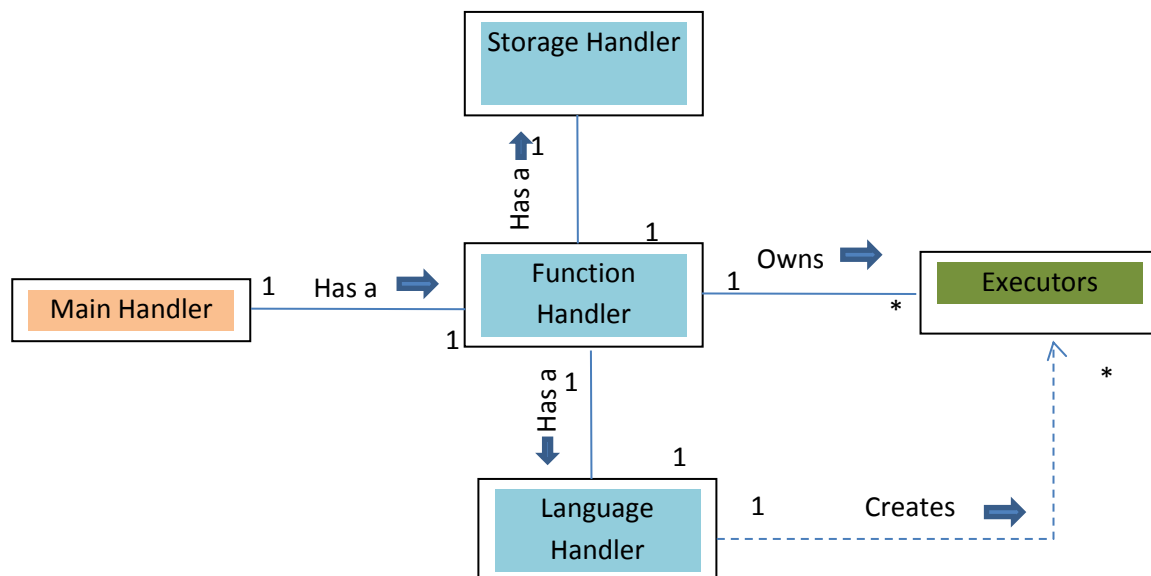 Storage Handler
1
Has a
1
Function
Handler
Owns
1
*
Executors
Main Handler
1
Has a
1
Has a
1
1
*
Language
Handler
1
Creates